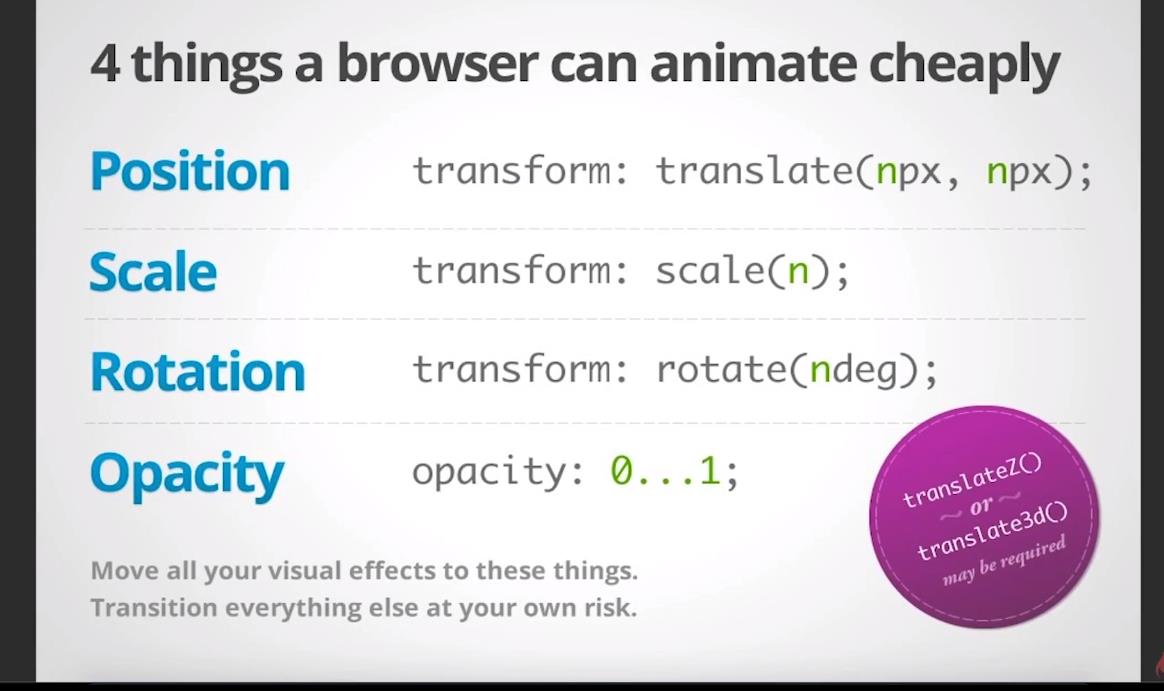 4 things a browser can animate cheaply
Position transform: translate(npx, npx);
Scale transform: scale(n);
Rotation transform: rotate(ndeg);
Opacity opacity: 0...1;
translateZ()
or
translate3d()
may be required
Move all your visual effects to these things.
Transition everything else at your own risk.